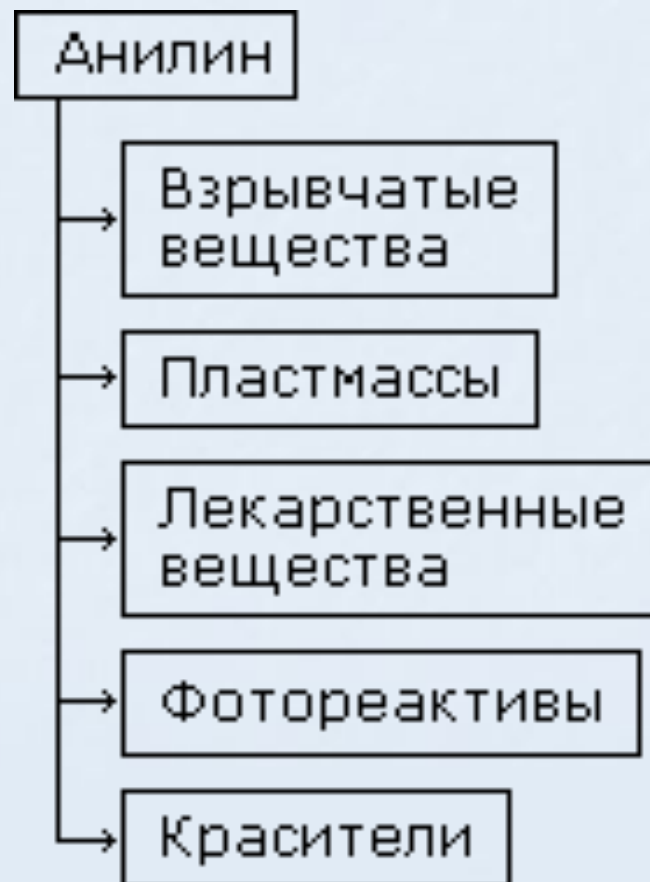 Анилин
Взрывчатые
вещества
Пластмассы
Лекарственные
вещества
Фотореактивы
Красители